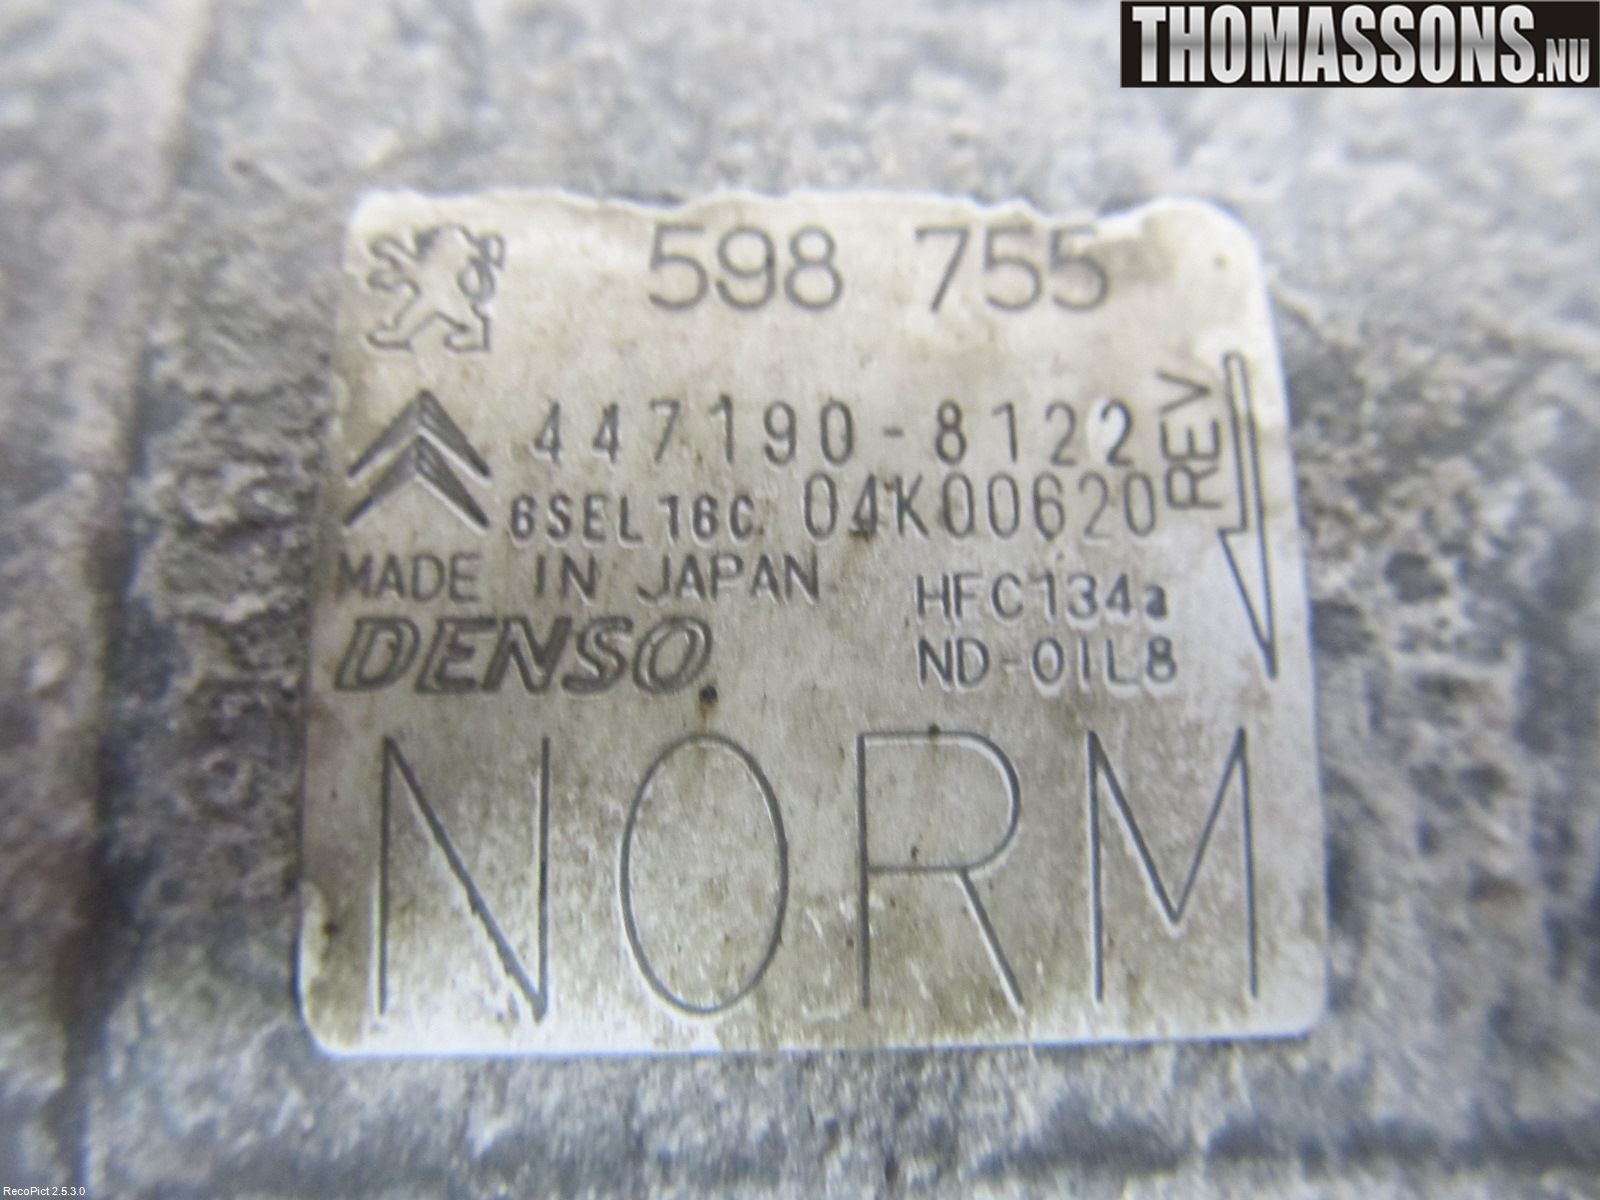 THOMASSONS.NU
598 755
447190-8122
REV
6SEL16C 04K00620
MADE IN JAPAN
HFC134a
DENSO
ND-OIL8
NORM
RecoPict 2.5.3.0